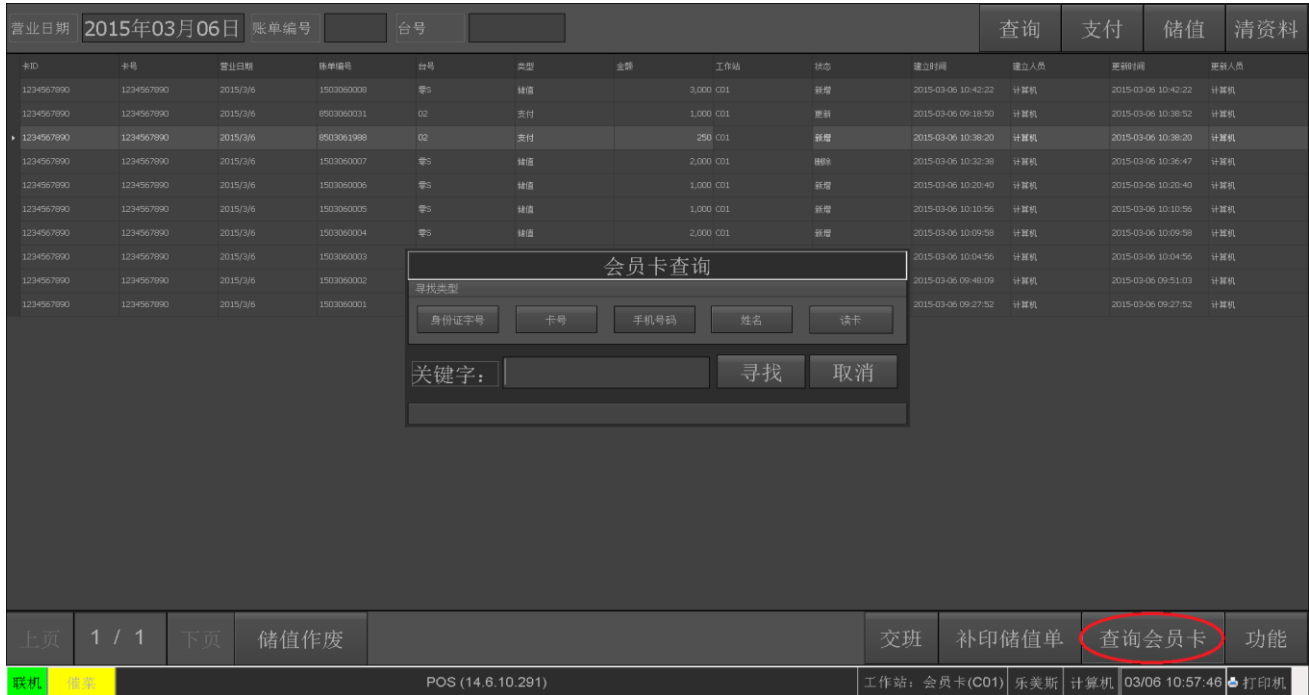 营业日期 2015年03月06日 账单编号 台号 查询 支付 储值 清资料
卡ID 卡号 营业日期 账单编号 台号 类型 金额 工作站 状态 建立时间 建立人员 更新时间 更新人员
1234567890 1234567890 2015/3/6 1503060008 零S 储值 3,000 C01 新增 2015-03-06 10:42:22 计算机 2015-03-06 10:42:22 计算机
1234567890 1234567890 2015/3/6 8503060031 02 支付 1,000 C01 更新 2015-03-06 09:18:50 计算机 2015-03-06 10:38:52 计算机
1234567890 1234567890 2015/3/6 8503061988 02 支付 250 C01 新增 2015-03-06 10:38:20 计算机 2015-03-06 10:38:20 计算机
1234567890 1234567890 2015/3/6 1503060007 零S 储值 2,000 C01 删除 2015-03-06 10:32:38 计算机 2015-03-06 10:36:47 计算机
1234567890 1234567890 2015/3/6 1503060006 零S 储值 1,000 C01 新增 2015-03-06 10:20:40 计算机 2015-03-06 10:20:40 计算机
1234567890 1234567890 2015/3/6 1503060005 零S 储值 1,000 C01 新增 2015-03-06 10:10:56 计算机 2015-03-06 10:10:56 计算机
1234567890 1234567890 2015/3/6 1503060004 零S 储值 2,000 C01 新增 2015-03-06 10:09:58 计算机 2015-03-06 10:09:58 计算机
1234567890 1234567890 2015/3/6 1503060003 2015-03-06 10:04:56 计算机 2015-03-06 10:04:56 计算机
1234567890 1234567890 2015/3/6 1503060002 2015-03-06 09:48:09 计算机 2015-03-06 09:51:03 计算机
1234567890 1234567890 2015/3/6 1503060001 2015-03-06 09:27:52 计算机 2015-03-06 09:27:52 计算机
会员卡查询
寻找类型
身份证字号 卡号 手机号码 姓名 读卡
关键字： 寻找 取消
上页 1 / 1 下页 储值作废 交班 补印储值单 查询会员卡 功能
联机 催菜 POS (14.6.10.291) 工作站：会员卡(C01) 乐美斯 计算机 03/06 10:57:46 打印机